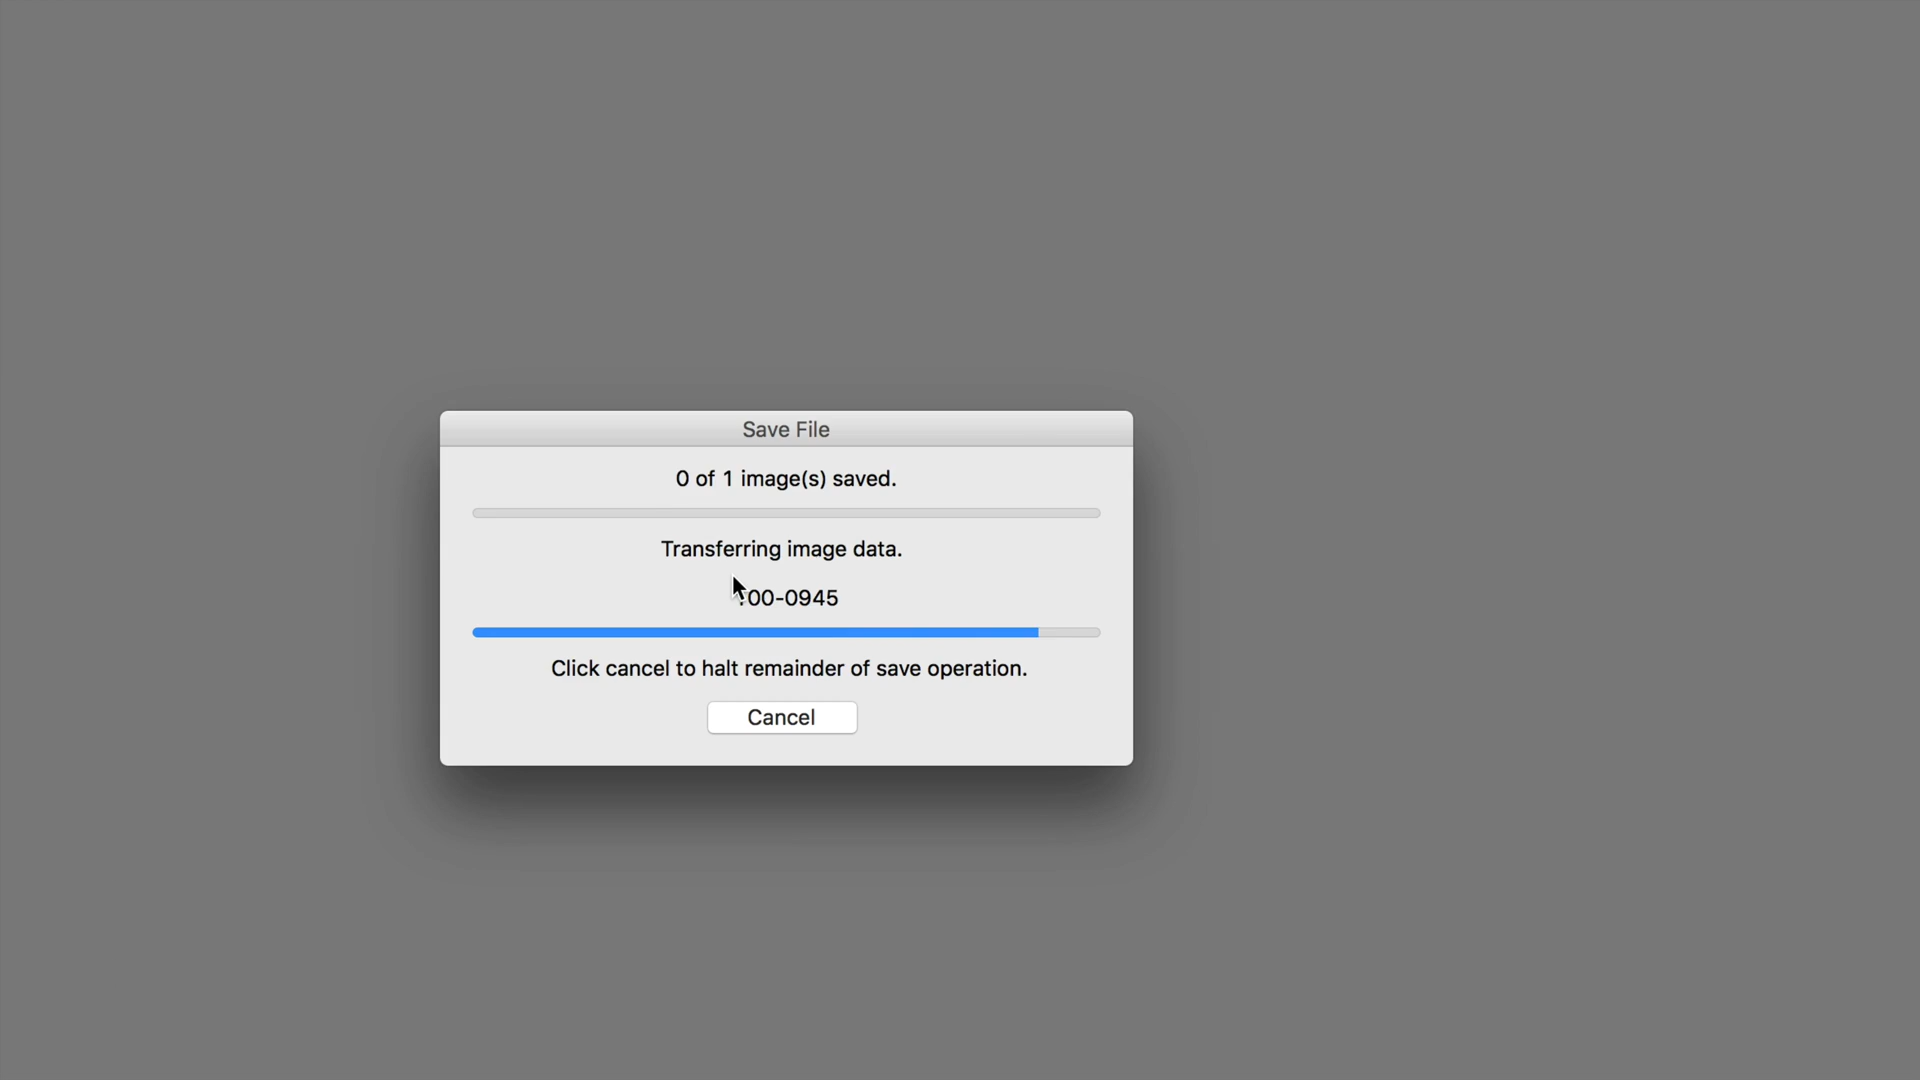 Save File
0 of 1 image(s) saved.
Transferring image data.
00-0945
Click cancel to halt remainder of save operation.
Cancel